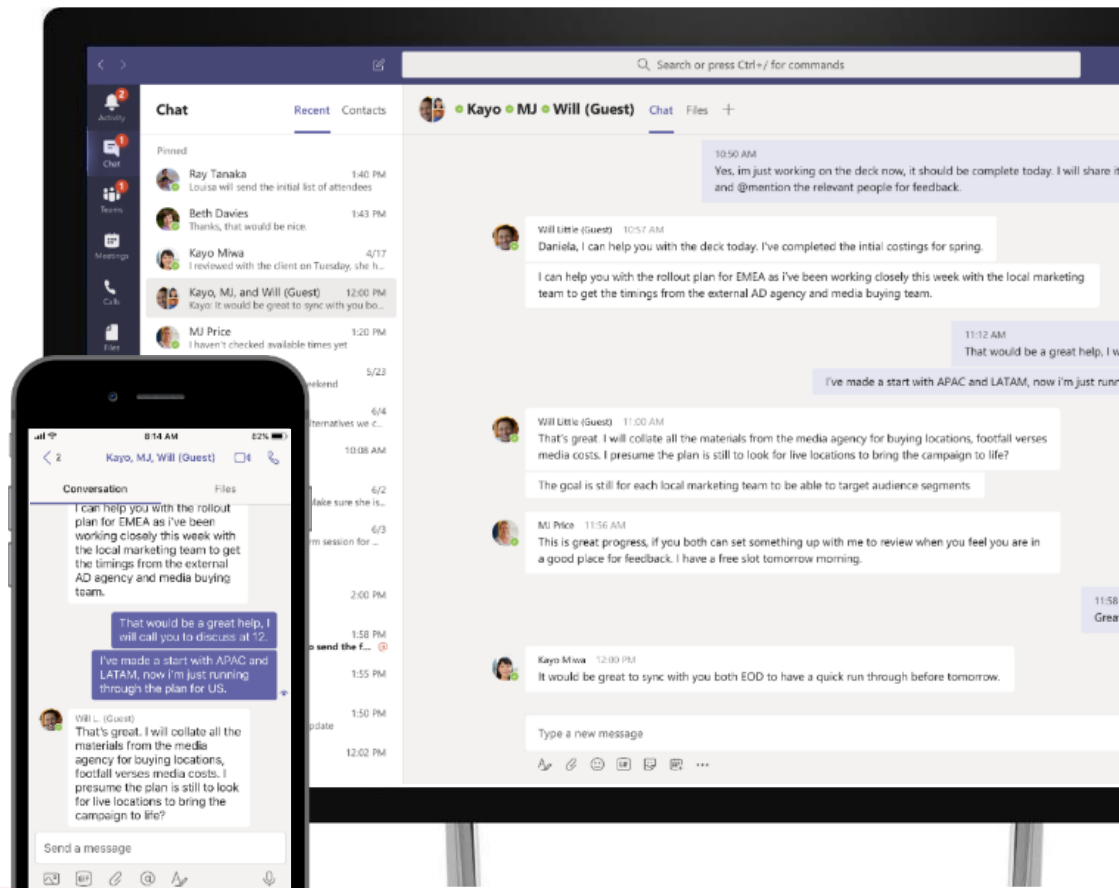 Search or press Ctrl+/ for commands
2
Activity
1
Chat
1
Teams
Meetings
Calls
Files
Chat
Recent
Contacts
Pinned
Ray Tanaka
1:40 PM
Louisa will send the initial list of attendees
Beth Davies
1:43 PM
Thanks, that would be nice.
Kayo Miwa
4/17
I reviewed with the client on Tuesday, she h...
Kayo, MJ, and Will (Guest)
12:00 PM
Kayo: It would be great to sync with you bo...
MJ Price
1:20 PM
I haven't checked available times yet
5/23
eekend
6/4
lternatives we c...
10:08 AM
6/2
Make sure she is...
6/3
rm session for ...
2:00 PM
1:58 PM
o send the f...
1:55 PM
1:50 PM
pdate
12:02 PM
Kayo MJ Will (Guest)
Chat
Files
10:50 AM
Yes, im just working on the deck now, it should be complete today. I will share it
and @mention the relevant people for feedback.
Will Little (Guest) 10:57 AM
Daniela, I can help you with the deck today. I've completed the intial costings for spring.
I can help you with the rollout plan for EMEA as i've been working closely this week with the local marketing
team to get the timings from the external AD agency and media buying team.
11:12 AM
That would be a great help, I w
I've made a start with APAC and LATAM, now i'm just runn
Will Little (Guest) 11:00 AM
That's great. I will collate all the materials from the media agency for buying locations, footfall verses
media costs. I presume the plan is still to look for live locations to bring the campaign to life?
The goal is still for each local marketing team to be able to target audience segments
MJ Price 11:56 AM
This is great progress, if you both can set something up with me to review when you feel you are in
a good place for feedback. I have a free slot tomorrow morning.
11:58
Great
Kayo Miwa 12:00 PM
It would be great to sync with you both EOD to have a quick run through before tomorrow.
Type a new message
GIF
8:14 AM
82%
2
Kayo, MJ, Will (Guest)
Conversation
Files
I can help you with the rollout
plan for EMEA as i've been
working closely this week with
the local marketing team to get
the timings from the external
AD agency and media buying
team.
That would be a great help, I
will call you to discuss at 12.
I've made a start with APAC and
LATAM, now i'm just running
through the plan for US.
Will L. (Guest)
That's great. I will collate all the
materials from the media
agency for buying locations,
footfall verses media costs. I
presume the plan is still to look
for live locations to bring the
campaign to life?
Send a message
GIF